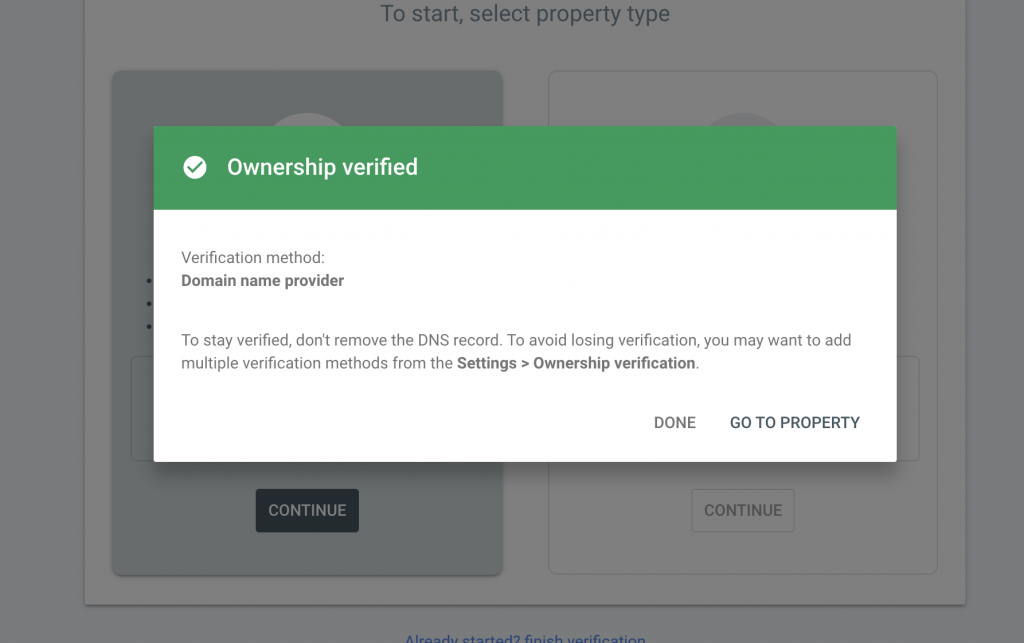 To start, select property type
Ownership verified
Verification method:
Domain name provider
To stay verified, don't remove the DNS record. To avoid losing verification, you may want to add
multiple verification methods from the Settings > Ownership verification.
DONE GO TO PROPERTY
CONTINUE CONTINUE
Already started? finish verification